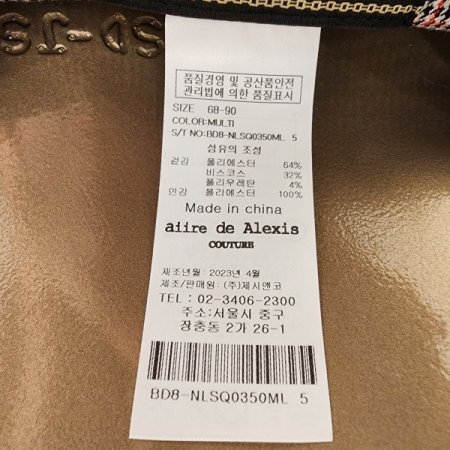 품질경영 및 공산품안전
관리법에 의한 품질표시
SIZE 68-90
COLOR:MULTI
S/T NO:BD8-NLSQ0350ML 5
섬유의 조성
겉감 폴리에스터 64%
비스코스 32%
폴리우레탄 4%
안감 폴리에스터 100%
Made in china
aiire de Alexis
COUTURE
제조년월 : 2023년 4월
제조/판매원: (주)제시앤코
TEL : 02-3406-2300
주소:서울시 중구
장충동 2가 26-1
BD8-NLSQ0350ML 5